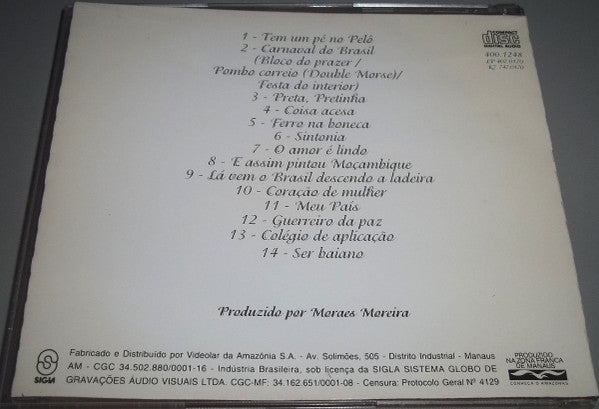 1 - Tem um pé no Pelô
2 - Carnaval do Brasil
(Bloco do prazer /
Pombo correio (Double Morse)/
Festa do interior)
3 - Preta, Pretinha
4 - Coisa acesa
5 - Ferro na boneca
6 - Sintonia
7 - O amor é lindo
8 - E assim pintou Moçambique
9 - Lá vem o Brasil descendo a ladeira
10 - Coração de mulher
11 - Meu País
12 - Guerreiro da paz
13 - Colégio de aplicação
14 - Ser baiano
COMPACT
disc
DIGITAL AUDIO
400.1248
Produzido por Moraes Moreira
SIGLA
Fabricado e Distribuído por Videolar da Amazônia S.A. - Av. Solimões, 505 - Distrito Industrial - Manaus
AM - CGC 34.502.880/0001-16 - Indústria Brasileira, sob licença da SIGLA SISTEMA GLOBO DE
GRAVAÇÕES ÁUDIO VISUAIS LTDA. CGC-MF: 34.162.651/0001-08 - Censura: Protocolo Geral Nº 4129
PRODUZIDO
NA ZONA FRANCA
DE MANAUS
CONHEÇA O AMAZONAS